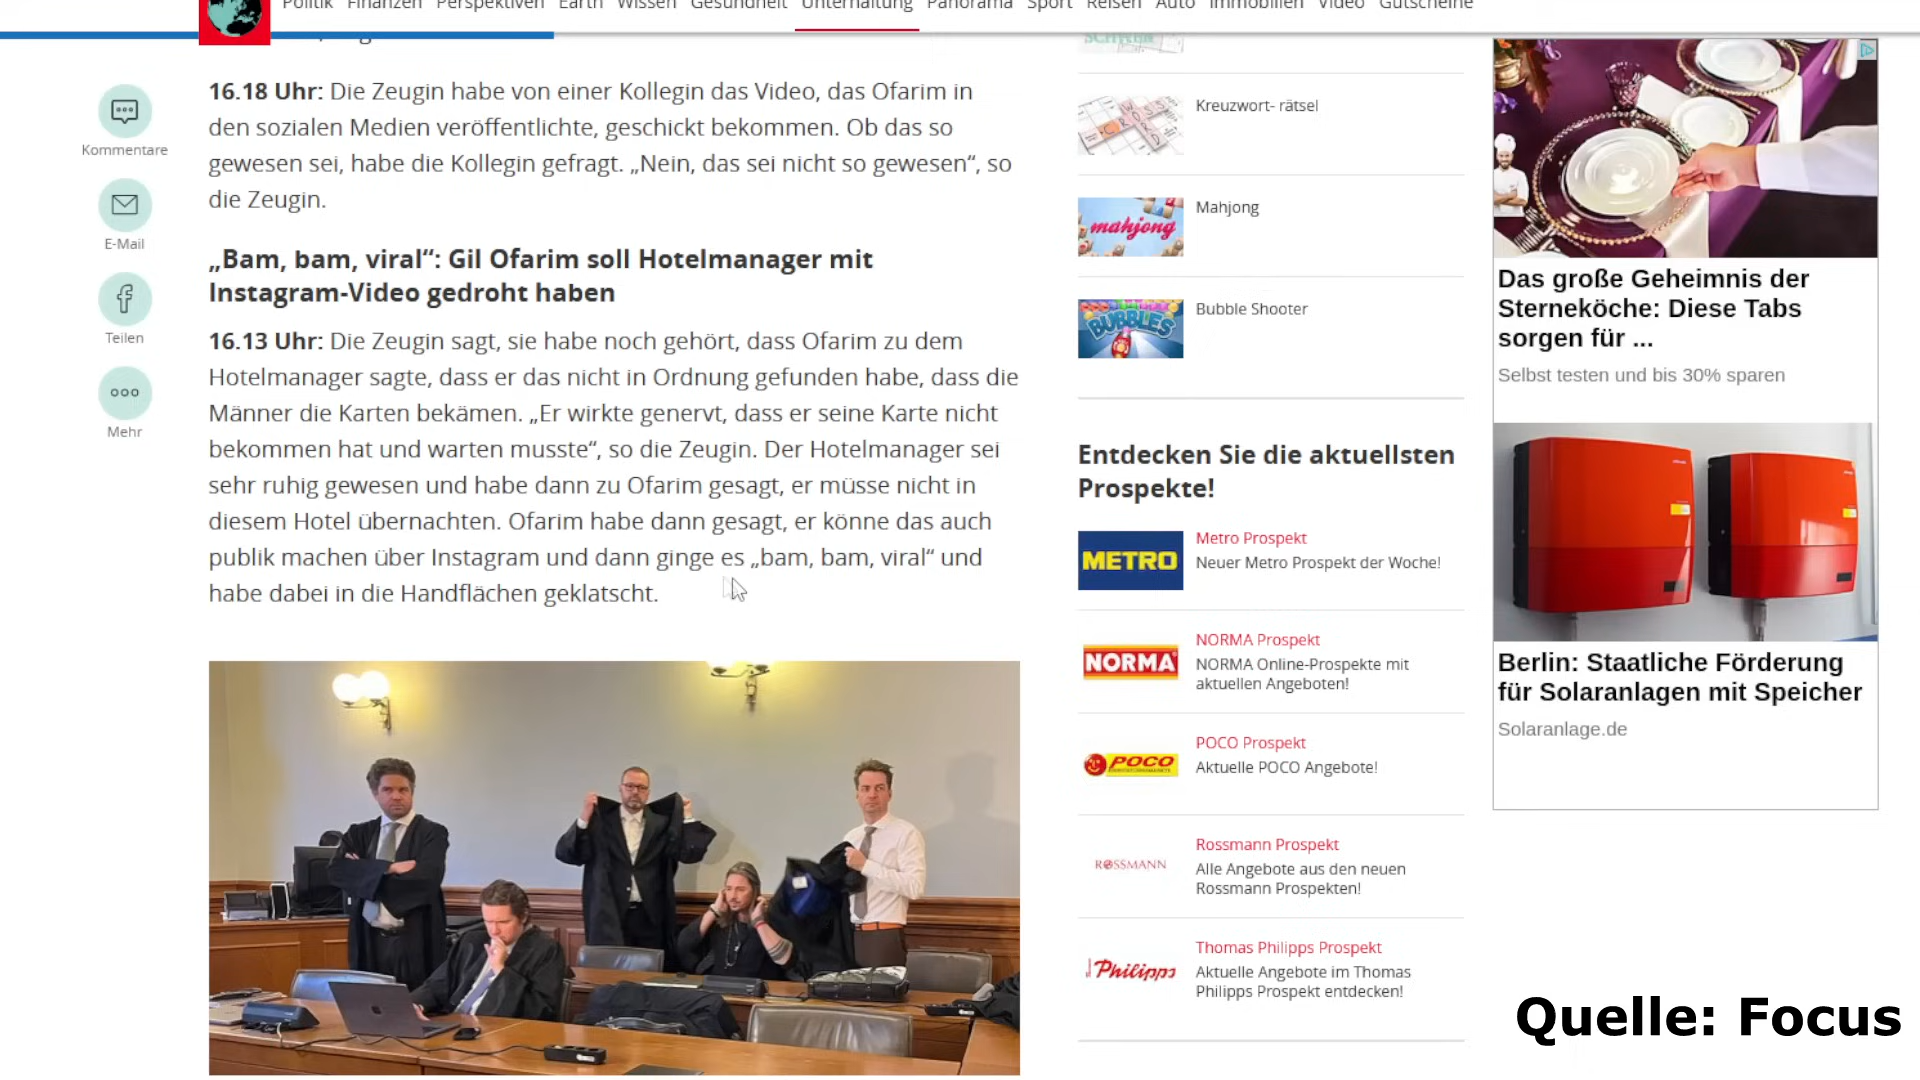 Politik Finanzen Perspektiven Earth Wissen Gesundheit Unterhaltung Panorama Sport Reisen Auto Immobilien Video Gutscheine
Kommentare
E-Mail
Teilen
Mehr
16.18 Uhr: Die Zeugin habe von einer Kollegin das Video, das Ofarim in
den sozialen Medien veröffentlichte, geschickt bekommen. Ob das so
gewesen sei, habe die Kollegin gefragt. „Nein, das sei nicht so gewesen“, so
die Zeugin.
„Bam, bam, viral“: Gil Ofarim soll Hotelmanager mit
Instagram-Video gedroht haben
16.13 Uhr: Die Zeugin sagt, sie habe noch gehört, dass Ofarim zu dem
Hotelmanager sagte, dass er das nicht in Ordnung gefunden habe, dass die
Männer die Karten bekämen. „Er wirkte genervt, dass er seine Karte nicht
bekommen hat und warten musste“, so die Zeugin. Der Hotelmanager sei
sehr ruhig gewesen und habe dann zu Ofarim gesagt, er müsse nicht in
diesem Hotel übernachten. Ofarim habe dann gesagt, er könne das auch
publik machen über Instagram und dann ginge es „bam, bam, viral“ und
habe dabei in die Handflächen geklatscht.
Kreuzwort- rätsel
mahjong
Mahjong
BUBBLES
Bubble Shooter
Entdecken Sie die aktuellsten
Prospekte!
METRO
Metro Prospekt
Neuer Metro Prospekt der Woche!
NORMA
NORMA Prospekt
NORMA Online-Prospekte mit
aktuellen Angeboten!
POCO
POCO Prospekt
Aktuelle POCO Angebote!
ROSSMANN
Rossmann Prospekt
Alle Angebote aus den neuen
Rossmann Prospekten!
Philipps
Thomas Philipps Prospekt
Aktuelle Angebote im Thomas
Philipps Prospekt entdecken!
Das große Geheimnis der
Sterneköche: Diese Tabs
sorgen für ...
Selbst testen und bis 30% sparen
Berlin: Staatliche Förderung
für Solaranlagen mit Speicher
Solaranlage.de
Quelle: Focus